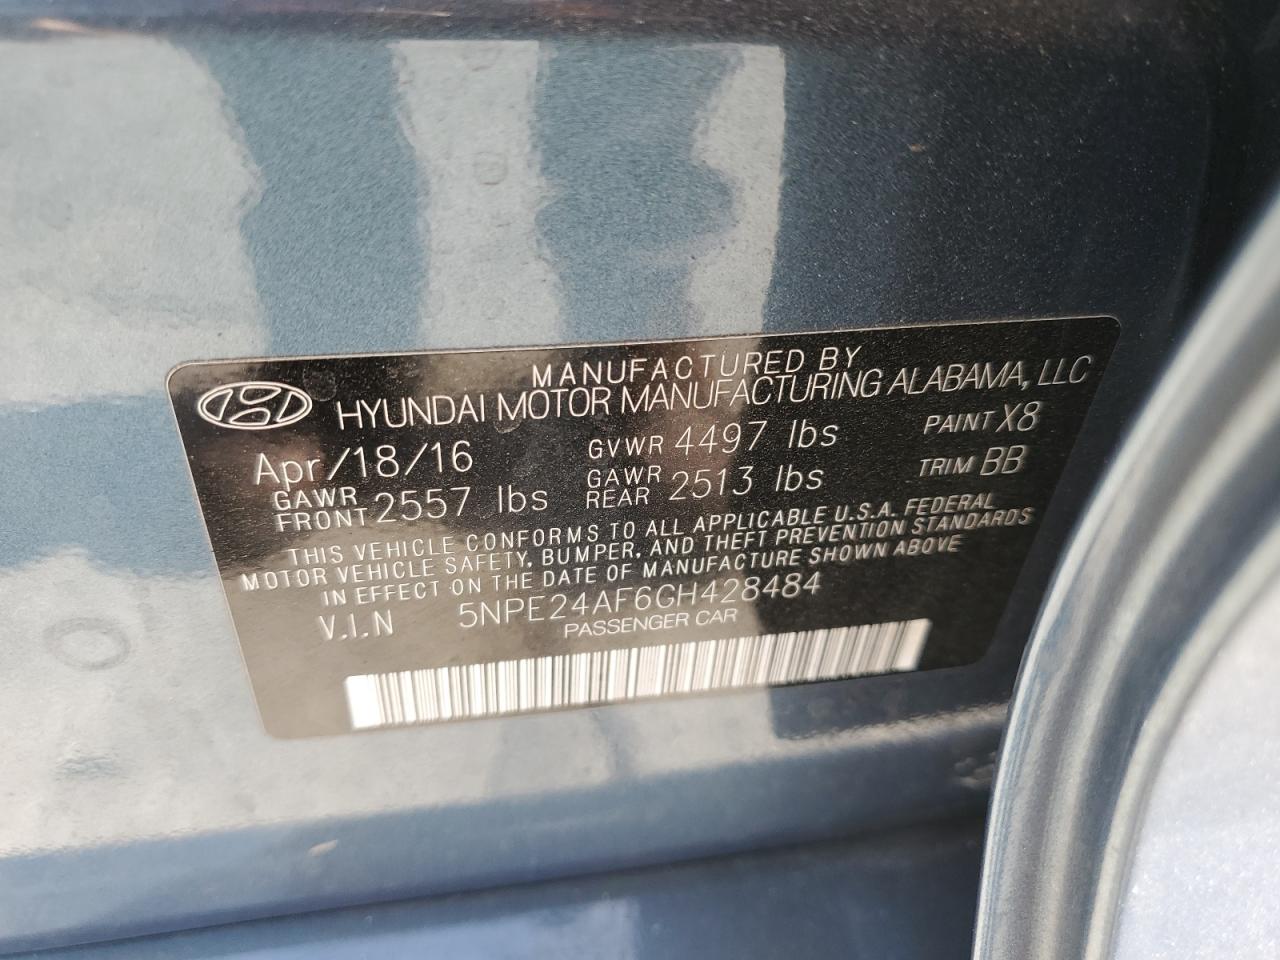 MANUFACTURED BY
HYUNDAI MOTOR MANUFACTURING ALABAMA, LLC
Apr/18/16 GVWR 4497 lbs PAINT X8
GAWR FRONT 2557 lbs GAWR REAR 2513 lbs TRIM BB
THIS VEHICLE CONFORMS TO ALL APPLICABLE U.S.A. FEDERAL
MOTOR VEHICLE SAFETY, BUMPER, AND THEFT PREVENTION STANDARDS
IN EFFECT ON THE DATE OF MANUFACTURE SHOWN ABOVE
V.I.N 5NPE24AF6GH428484
PASSENGER CAR